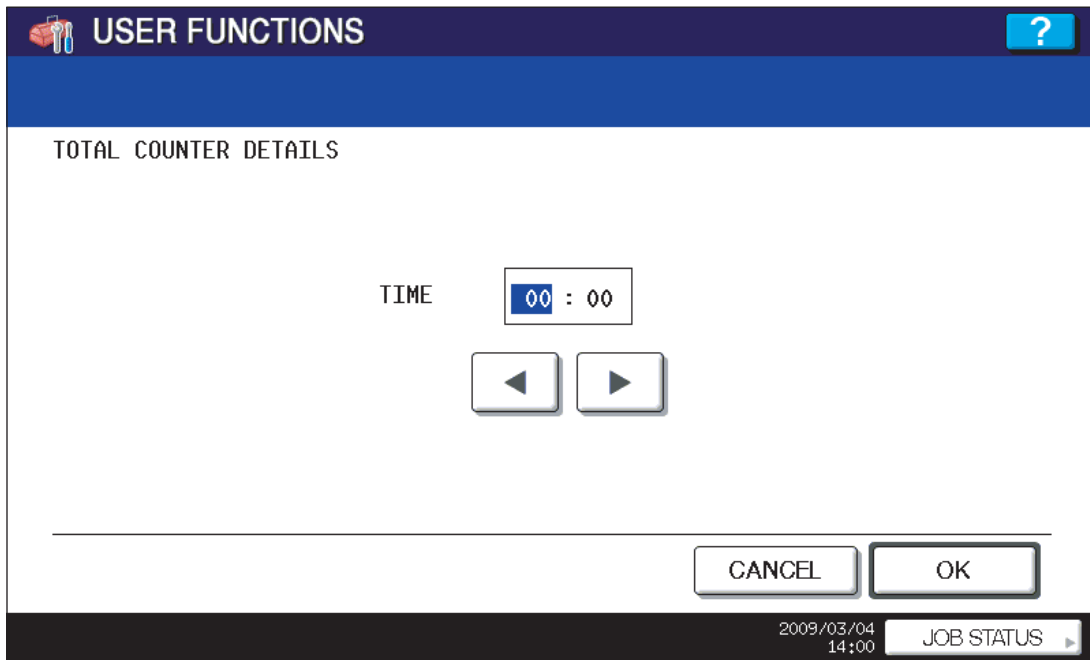 USER FUNCTIONS
?
TOTAL COUNTER DETAILS
TIME 00 : 00
CANCEL OK
2009/03/04
14:00
JOB STATUS